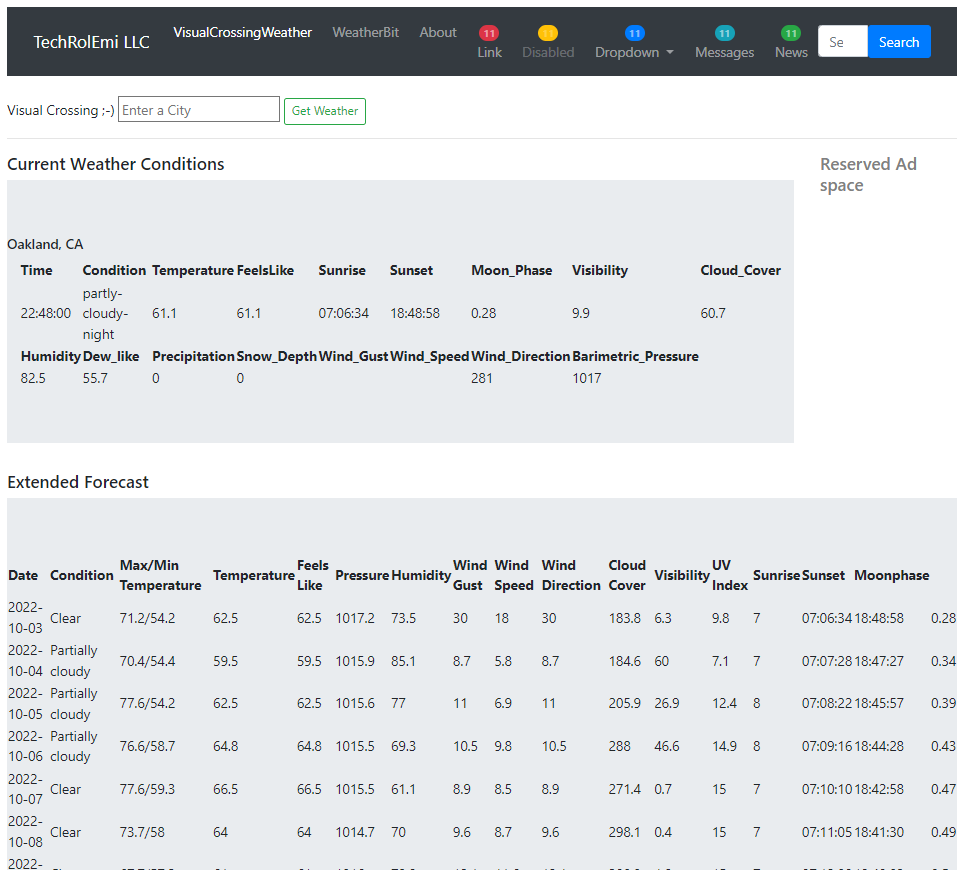 TechRolEmi LLC VisualCrossingWeather WeatherBit About 11 Link 11 Disabled 11 Dropdown 11 Messages 11 News Se Search
Visual Crossing ;-) Enter a City Get Weather
Current Weather Conditions
Reserved Ad
space
Oakland, CA
Time Condition Temperature FeelsLike Sunrise Sunset Moon_Phase Visibility Cloud_Cover
22:48:00 partly-cloudy-night 61.1 61.1 07:06:34 18:48:58 0.28 9.9 60.7
Humidity Dew_like Precipitation Snow_Depth Wind_Gust Wind_Speed Wind_Direction Barimetric_Pressure
82.5 55.7 0 0 281 1017
Extended Forecast
Date Condition Max/Min Temperature Temperature Feels Like Pressure Humidity Wind Gust Wind Speed Wind Direction Cloud Cover Visibility UV Index Sunrise Sunset Moonphase
2022-10-03 Clear 71.2/54.2 62.5 62.5 1017.2 73.5 30 18 30 183.8 6.3 9.8 7 07:06:34 18:48:58 0.28
2022-10-04 Partially cloudy 70.4/54.4 59.5 59.5 1015.9 85.1 8.7 5.8 8.7 184.6 60 7.1 7 07:07:28 18:47:27 0.34
2022-10-05 Partially cloudy 77.6/54.2 62.5 62.5 1015.6 77 11 6.9 11 205.9 26.9 12.4 8 07:08:22 18:45:57 0.39
2022-10-06 Partially cloudy 76.6/58.7 64.8 64.8 1015.5 69.3 10.5 9.8 10.5 288 46.6 14.9 8 07:09:16 18:44:28 0.43
2022-10-07 Clear 77.6/59.3 66.5 66.5 1015.5 61.1 8.9 8.5 8.9 271.4 0.7 15 7 07:10:10 18:42:58 0.47
2022-10-08 Clear 73.7/58 64 64 1014.7 70 9.6 8.7 9.6 298.1 0.4 15 7 07:11:05 18:41:30 0.49
2022-